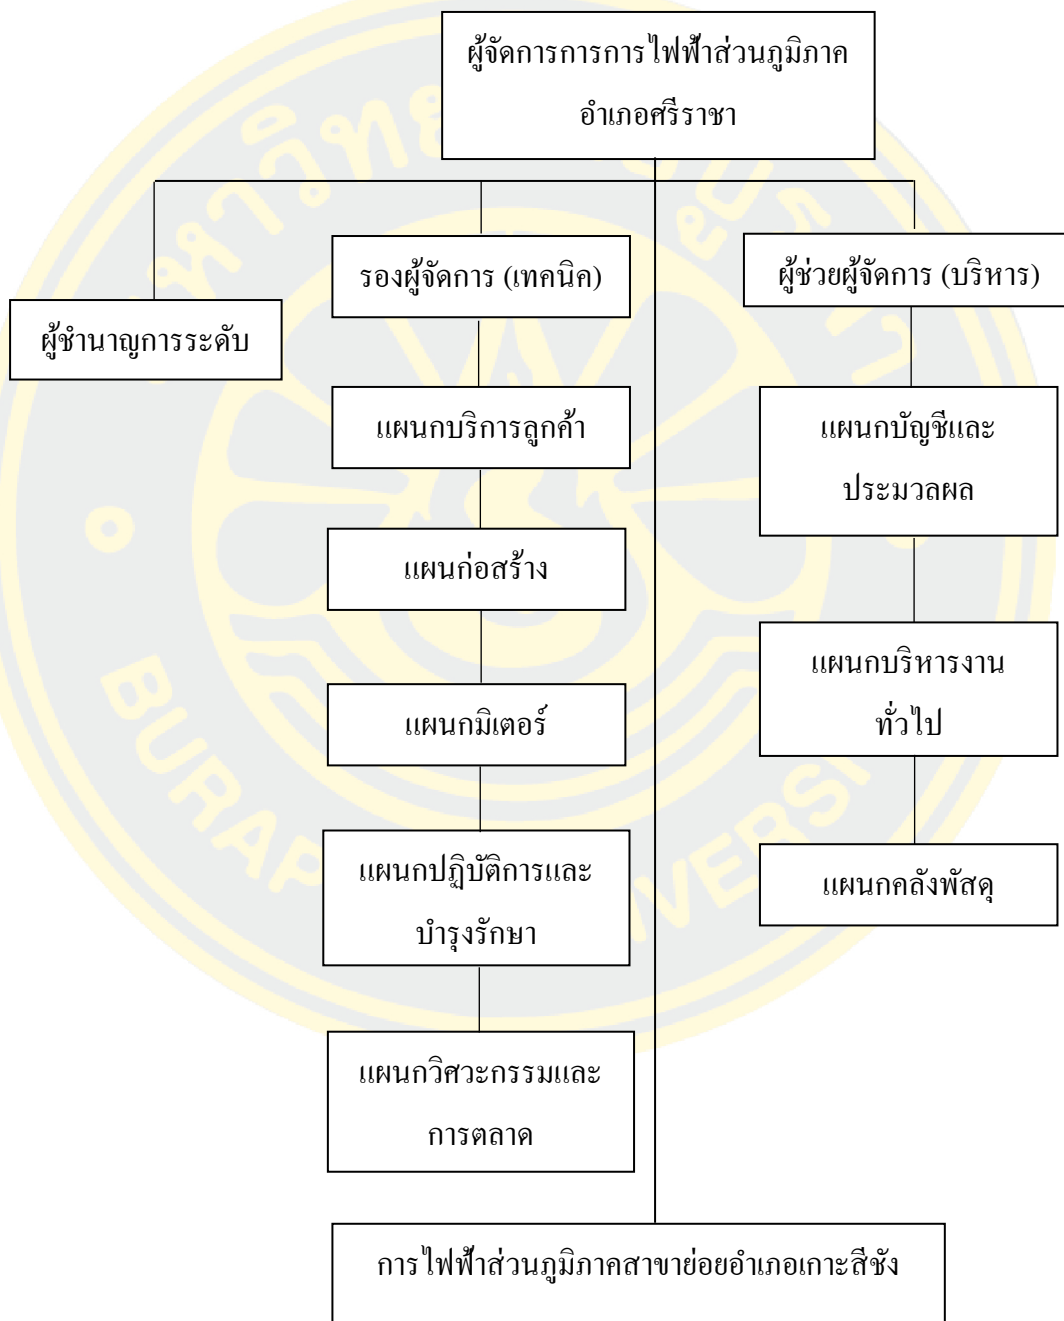 ผู้จัดการการการไฟฟ้าส่วนภูมิภาค
อำเภอศรีราชา
รองผู้จัดการ (เทคนิค)
ผู้ช่วยผู้จัดการ (บริหาร)
ผู้ชำนาญการระดับ
แผนกบริการลูกค้า
แผนกบัญชีและ
ประมวลผล
แผนก่อสร้าง
แผนกบริหารงาน
ทั่วไป
แผนกมิเตอร์
แผนกปฏิบัติการและ
บำรุงรักษา
แผนกคลังพัสดุ
แผนกวิศวะกรรมและ
การตลาด
การไฟฟ้าส่วนภูมิภาคสาขาย่อยอำเภอเกาะสีชัง